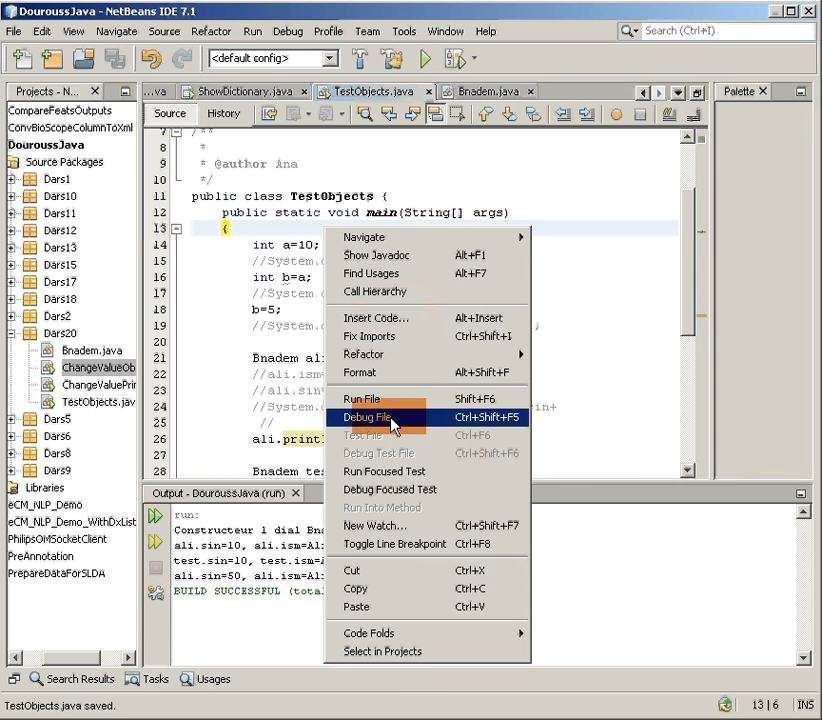 DouroussJava - NetBeans IDE 7.1
File Edit View Navigate Source Refactor Run Debug Profile Team Tools Window Help
Search (Ctrl+I)
<default config>
Projects - N...
...va
ShowDictionary.java
TestObjects.java
Bnadem.java
Palette
Source History
CompareFeatsOutputs
ConvBioScopeColumnToXml
DouroussJava
Source Packages
Dars1
Dars10
Dars11
Dars12
Dars13
Dars15
Dars17
Dars18
Dars2
Dars20
Bnadem.java
ChangeValueOb
ChangeValuePri
TestObjects.jav
Dars5
Dars6
Dars8
Dars9
Libraries
eCM_NLP_Demo
eCM_NLP_Demo_WithDxList
PhilipsOMSocketClient
PreAnnotation
PrepareDataForSLDA
7 /**
8 *
9 * @author Ana
10 */
11 public class TestObjects {
12 public static void main(String[] args)
13 {
14 int a=10;
15 //System.
16 int b=a;
17 //System.
18 b=5;
19 //System. ;
20
21 Bnadem ali
22 //ali.ism=
23 //ali.sin
24 //System. in+
25 //
26 ali.print
27
28 Bnadem tes
Navigate
Show Javadoc Alt+F1
Find Usages Alt+F7
Call Hierarchy
Insert Code... Alt+Insert
Fix Imports Ctrl+Shift+I
Refactor
Format Alt+Shift+F
Run File Shift+F6
Debug File Ctrl+Shift+F5
Test File Ctrl+F6
Debug Test File Ctrl+Shift+F6
Run Focused Test
Debug Focused Test
Run Into Method
New Watch... Ctrl+Shift+F7
Toggle Line Breakpoint Ctrl+F8
Cut Ctrl+X
Copy Ctrl+C
Paste Ctrl+V
Code Folds
Select in Projects
Output - DouroussJava (run)
run:
Constructeur 1 dial Bna
ali.sin=10, ali.ism=Al
test.sin=10, test.ism=A
ali.sin=50, ali.ism=Al
BUILD SUCCESSFUL (tota
Search Results Tasks Usages
TestObjects.java saved.
13 | 6 INS